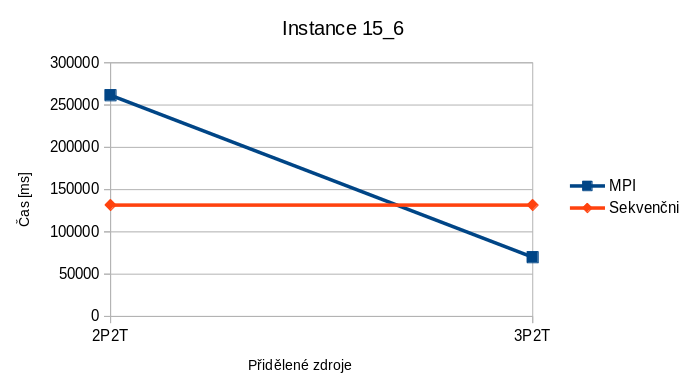 Instance 15_6
300000
250000
200000
150000
100000
50000
0
Čas [ms]
2P2T
3P2T
Přidělené zdroje
MPI
Sekvenčni